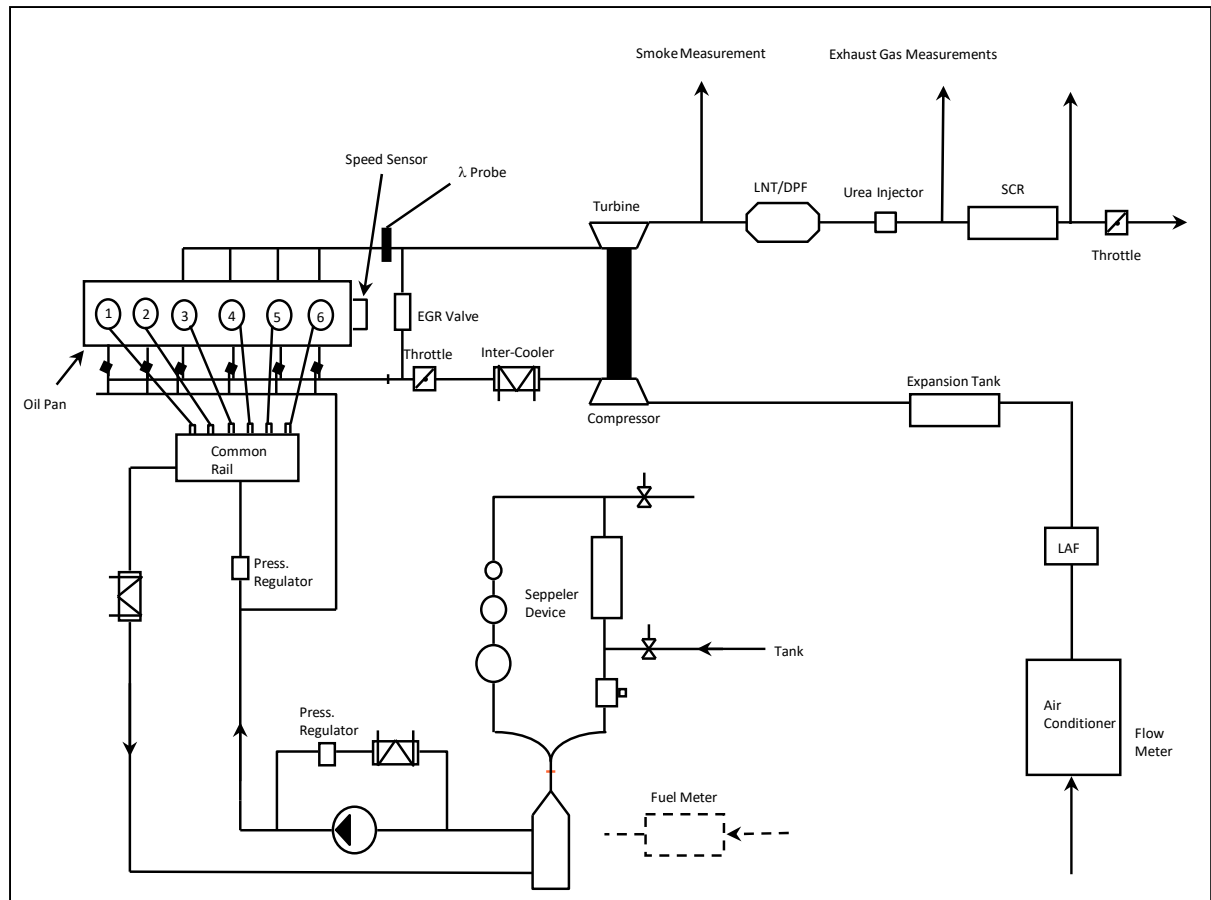 Smoke Measurement
Exhaust Gas Measurements
Speed Sensor
λ Probe
LNT/DPF
Urea Injector
SCR
Turbine
Throttle
1 2 3 4 5 6
EGR Valve
Throttle
Inter-Cooler
Oil Pan
Compressor
Expansion Tank
Common
Rail
LAF
Press.
Regulator
Seppeler
Device
Tank
Air
Conditioner
Flow
Meter
Press.
Regulator
Fuel Meter